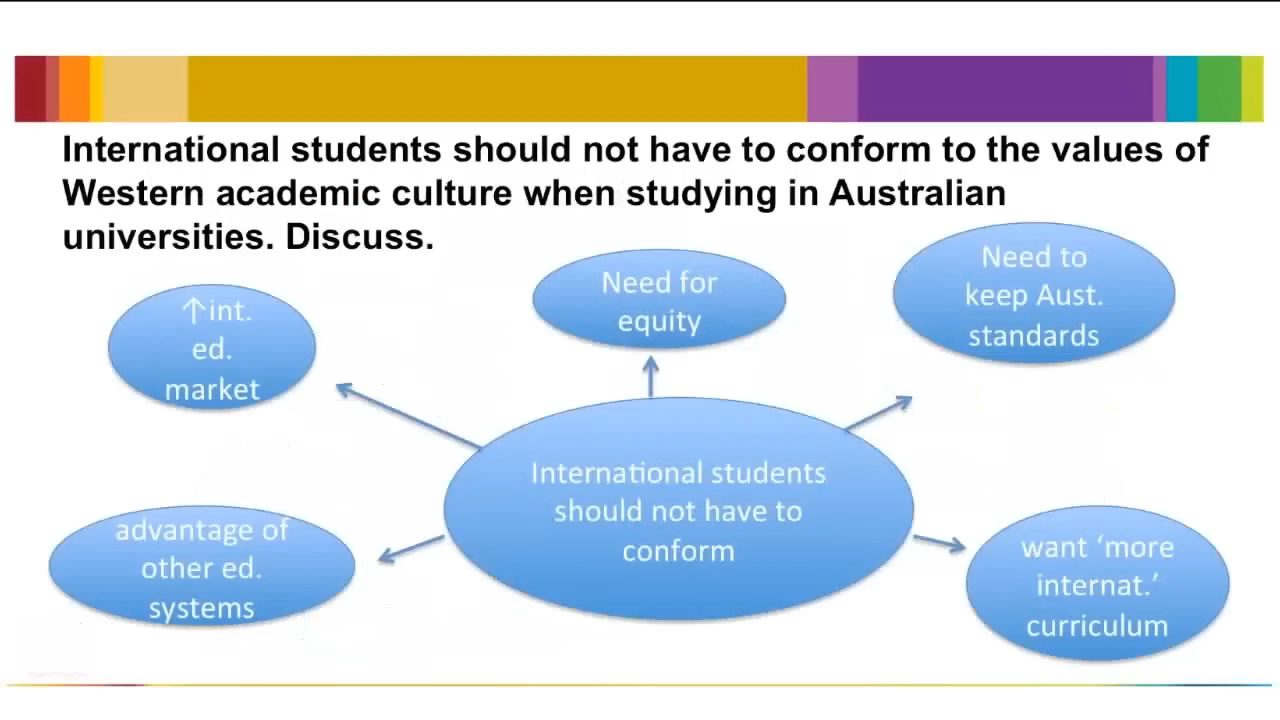 International students should not have to conform to the values of
Western academic culture when studying in Australian
universities. Discuss.
↑int.
ed.
market
Need for
equity
Need to
keep Aust.
standards
International students
should not have to
conform
advantage of
other ed.
systems
want ‘more
internat.’
curriculum